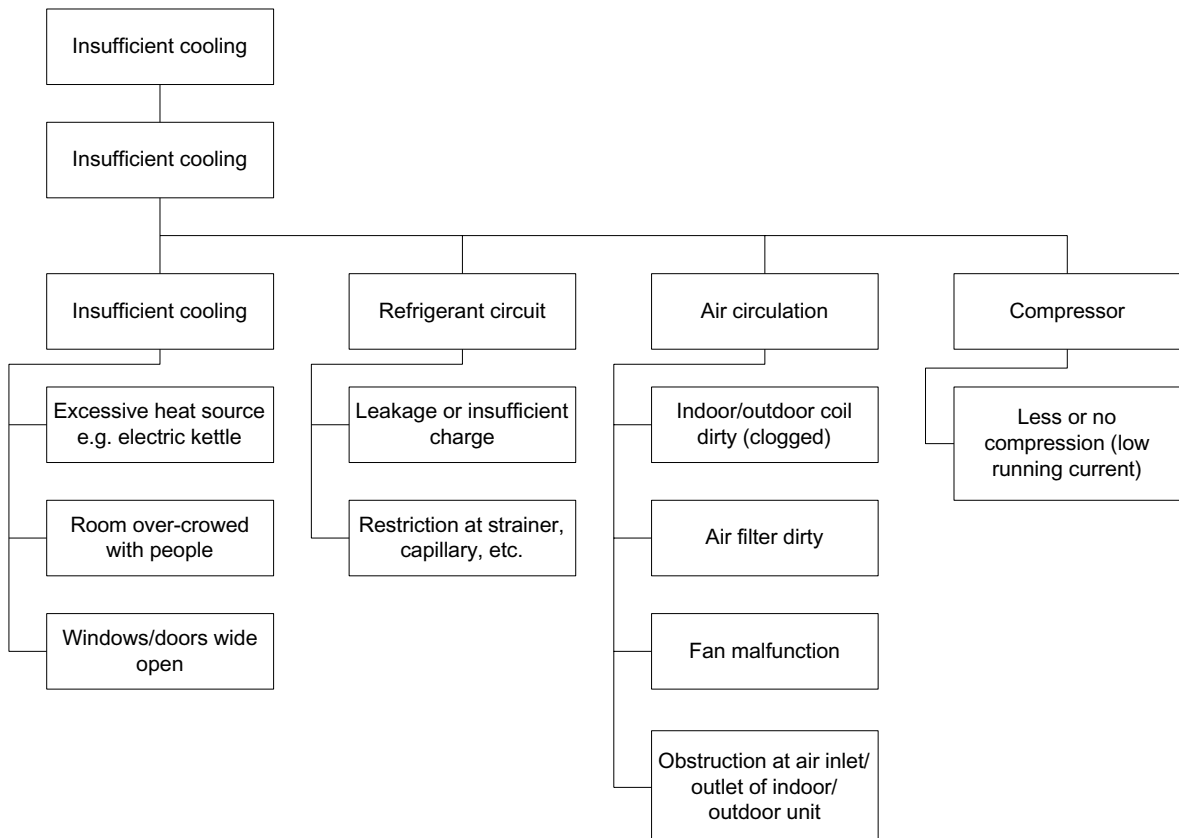 Insufficient cooling
Insufficient cooling
Insufficient cooling
Refrigerant circuit
Air circulation
Compressor
Excessive heat source
e.g. electric kettle
Room over-crowed
with people
Windows/doors wide
open
Leakage or insufficient
charge
Restriction at strainer,
capillary, etc.
Indoor/outdoor coil
dirty (clogged)
Air filter dirty
Fan malfunction
Obstruction at air inlet/
outlet of indoor/
outdoor unit
Less or no
compression (low
running current)